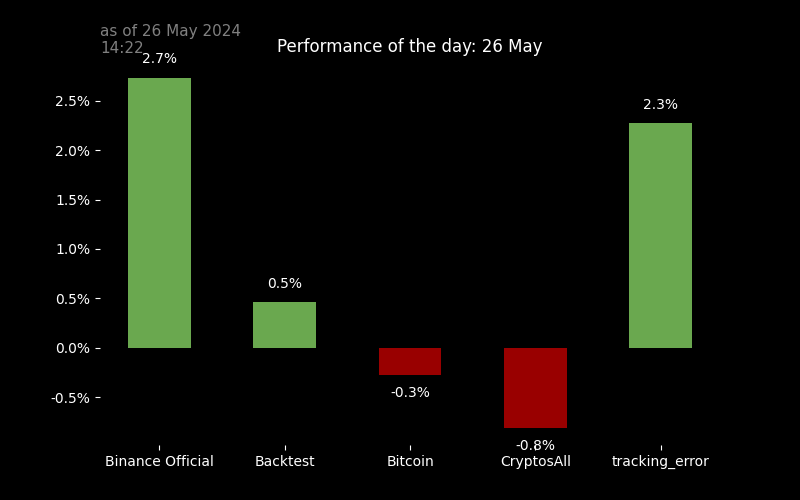 as of 26 May 2024
14:22
Performance of the day: 26 May
2.7%
2.3%
0.5%
-0.3%
-0.8%
2.5%
2.0%
1.5%
1.0%
0.5%
0.0%
-0.5%
Binance Official
Backtest
Bitcoin
CryptosAll
tracking_error